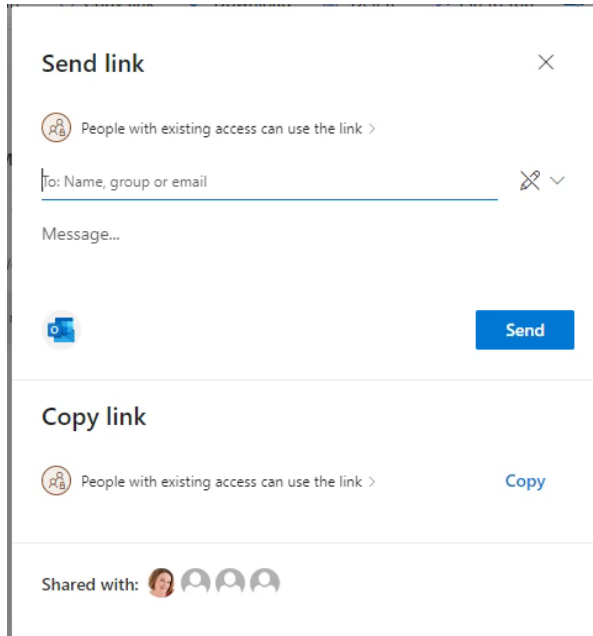 Send link
People with existing access can use the link
To: Name, group or email
Message...
Send
Copy link
People with existing access can use the link
Copy
Shared with: